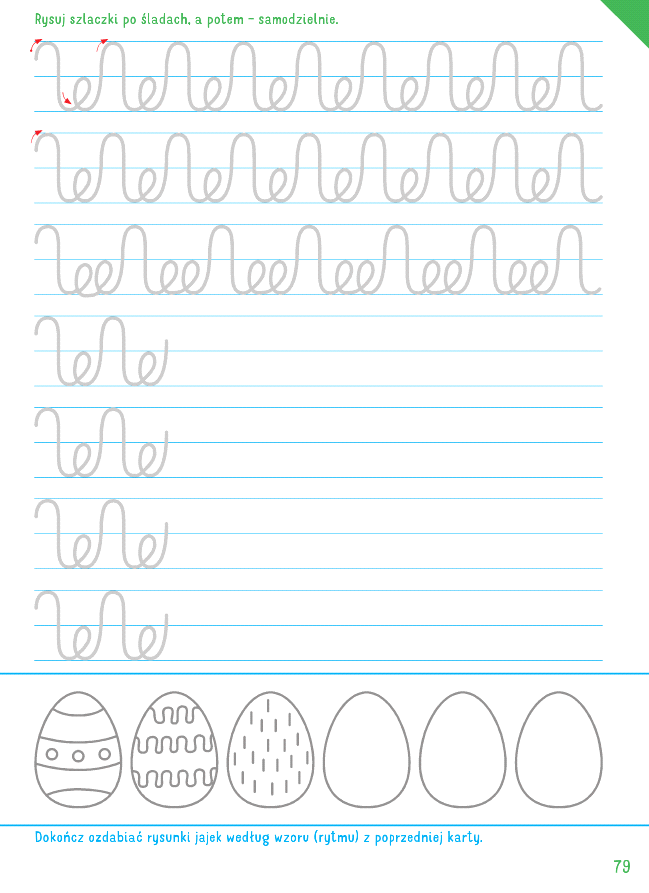 Rysuj szlaczki po śladach, a potem – samodzielnie.
Dokończ ozdabiać rysunki jajek według wzoru (rytmu) z poprzedniej karty.
79